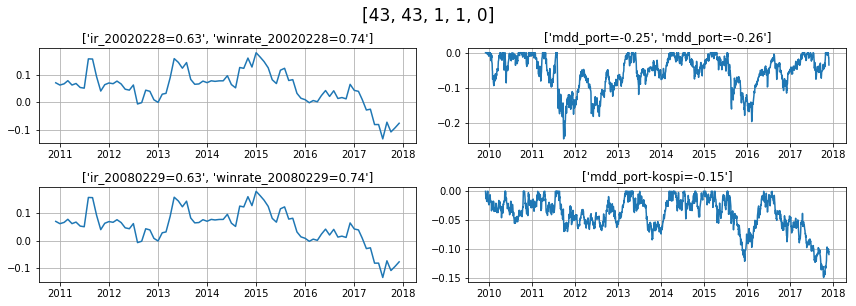 [43, 43, 1, 1, 0]
['ir_20020228=0.63', 'winrate_20020228=0.74']
0.1
0.0
−0.1
2011 2012 2013 2014 2015 2016 2017 2018
['mdd_port=-0.25', 'mdd_port=-0.26']
0.0
−0.1
−0.2
2010 2011 2012 2013 2014 2015 2016 2017 2018
['ir_20080229=0.63', 'winrate_20080229=0.74']
0.1
0.0
−0.1
2011 2012 2013 2014 2015 2016 2017 2018
['mdd_port-kospi=-0.15']
0.00
−0.05
−0.10
−0.15
2010 2011 2012 2013 2014 2015 2016 2017 2018